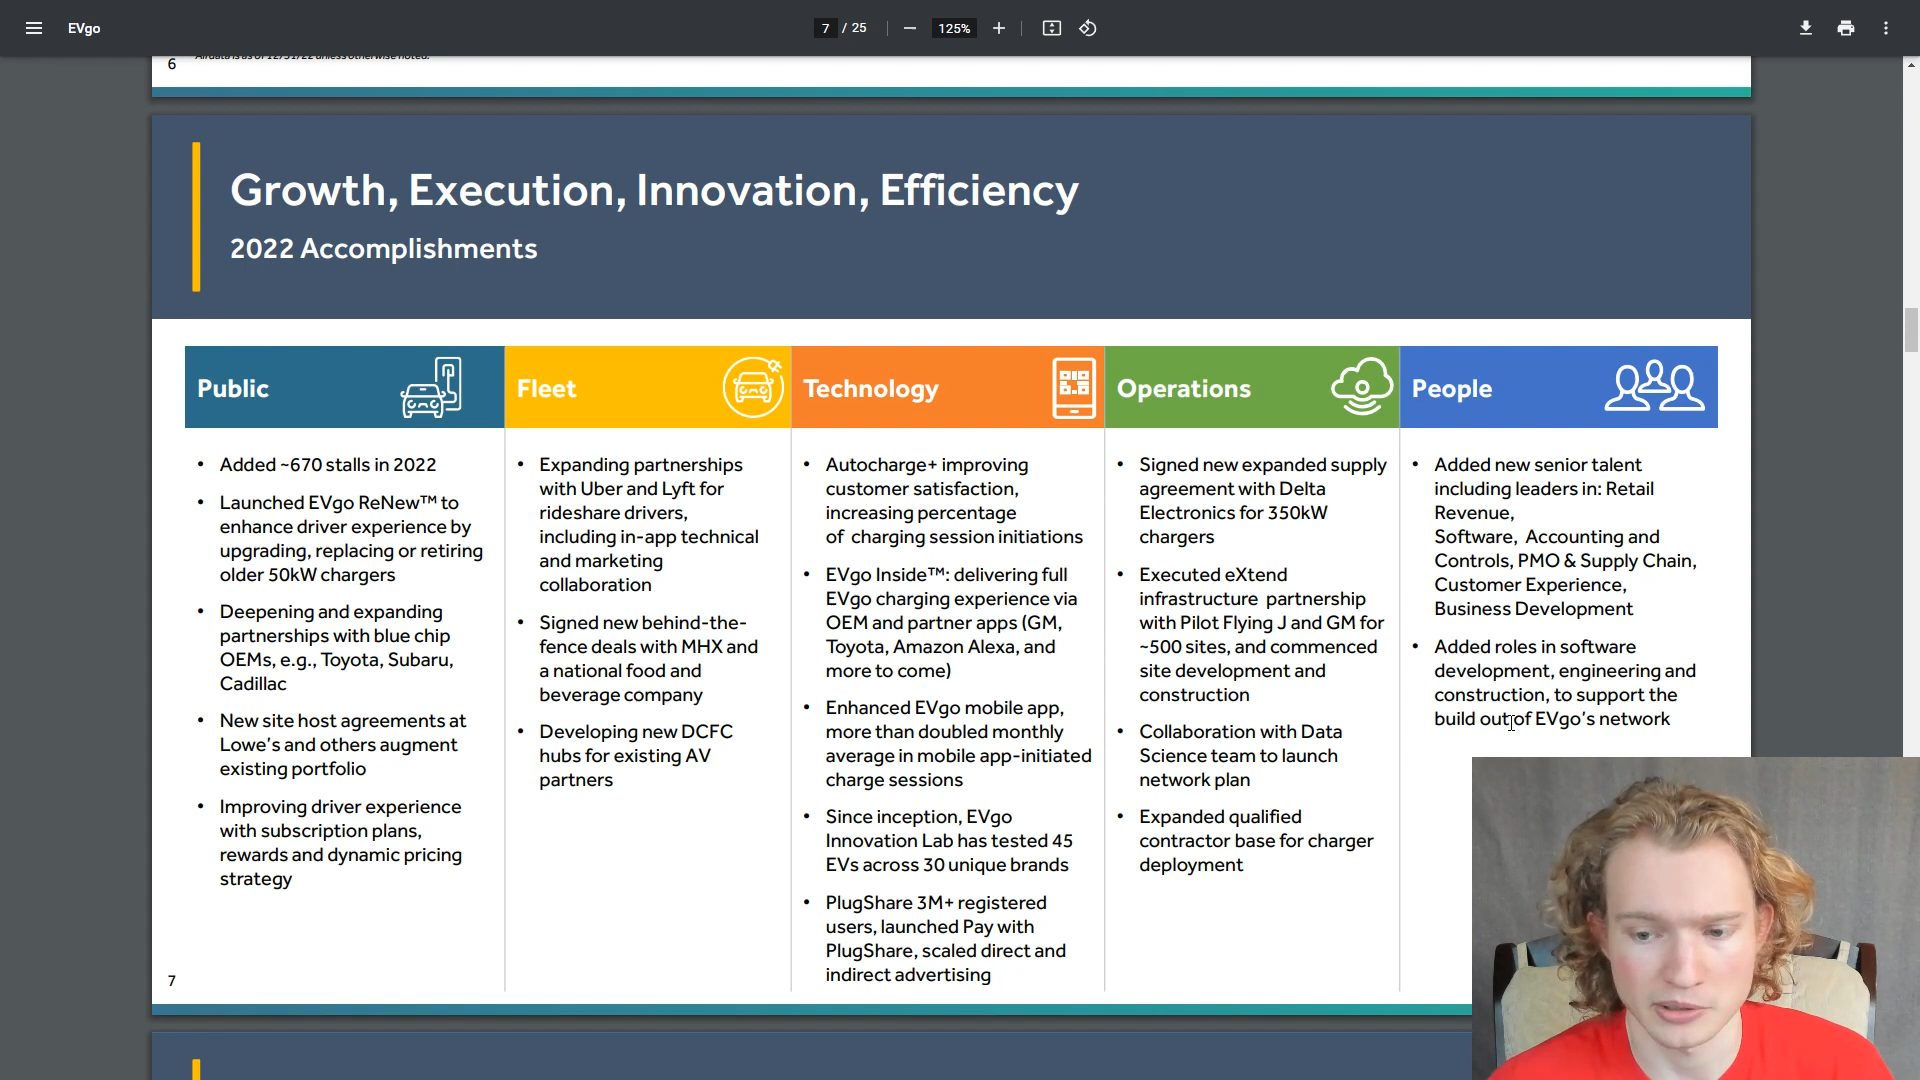 EVgo
7 / 25
125%
6
All data is as of 12/31/22 unless otherwise noted.
Growth, Execution, Innovation, Efficiency
2022 Accomplishments
Public
• Added ~670 stalls in 2022
• Launched EVgo ReNew™ to
enhance driver experience by
upgrading, replacing or retiring
older 50kW chargers
• Deepening and expanding
partnerships with blue chip
OEMs, e.g., Toyota, Subaru,
Cadillac
• New site host agreements at
Lowe's and others augment
existing portfolio
• Improving driver experience
with subscription plans,
rewards and dynamic pricing
strategy
Fleet
• Expanding partnerships
with Uber and Lyft for
rideshare drivers,
including in-app technical
and marketing
collaboration
• Signed new behind-the-
fence deals with MHX and
a national food and
beverage company
• Developing new DCFC
hubs for existing AV
partners
Technology
• Autocharge+ improving
customer satisfaction,
increasing percentage
of charging session initiations
• EVgo Inside™: delivering full
EVgo charging experience via
OEM and partner apps (GM,
Toyota, Amazon Alexa, and
more to come)
• Enhanced EVgo mobile app,
more than doubled monthly
average in mobile app-initiated
charge sessions
• Since inception, EVgo
Innovation Lab has tested 45
EVs across 30 unique brands
• PlugShare 3M+ registered
users, launched Pay with
PlugShare, scaled direct and
indirect advertising
Operations
• Signed new expanded supply
agreement with Delta
Electronics for 350kW
chargers
• Executed eXtend
infrastructure partnership
with Pilot Flying J and GM for
~500 sites, and commenced
site development and
construction
• Collaboration with Data
Science team to launch
network plan
• Expanded qualified
contractor base for charger
deployment
People
• Added new senior talent
including leaders in: Retail
Revenue,
Software, Accounting and
Controls, PMO & Supply Chain,
Customer Experience,
Business Development
• Added roles in software
development, engineering and
construction, to support the
build out of EVgo's network
7